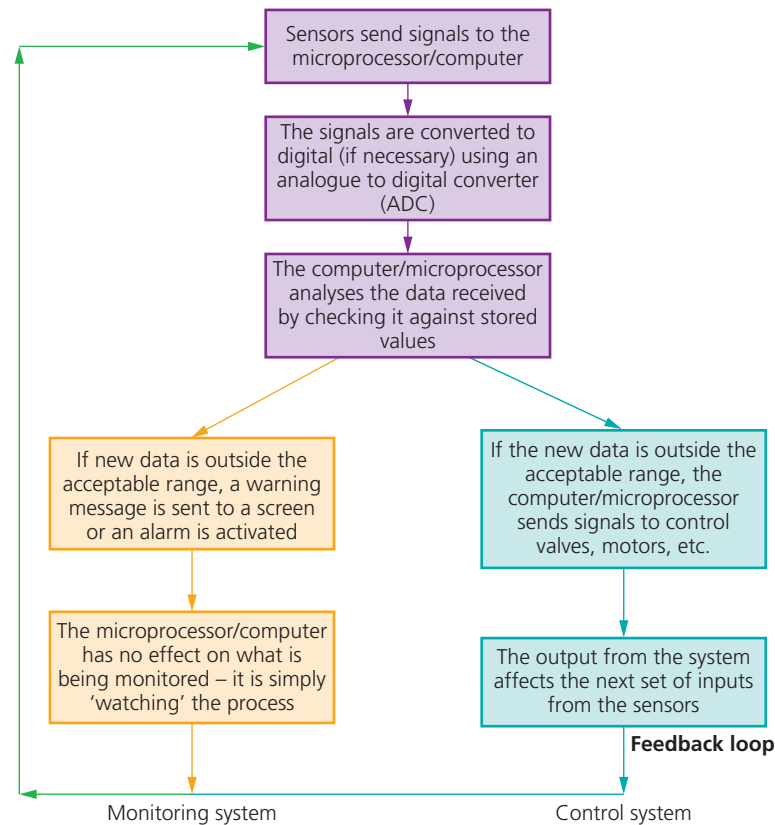 Sensors send signals to the
microprocessor/computer
The signals are converted to
digital (if necessary) using an
analogue to digital converter
(ADC)
The computer/microprocessor
analyses the data received
by checking it against stored
values
If new data is outside the
acceptable range, a warning
message is sent to a screen
or an alarm is activated
The microprocessor/computer
has no effect on what is
being monitored – it is simply
‘watching’ the process
If the new data is outside the
acceptable range, the
computer/microprocessor
sends signals to control
valves, motors, etc.
The output from the system
affects the next set of inputs
from the sensors
Feedback loop
Monitoring system
Control system